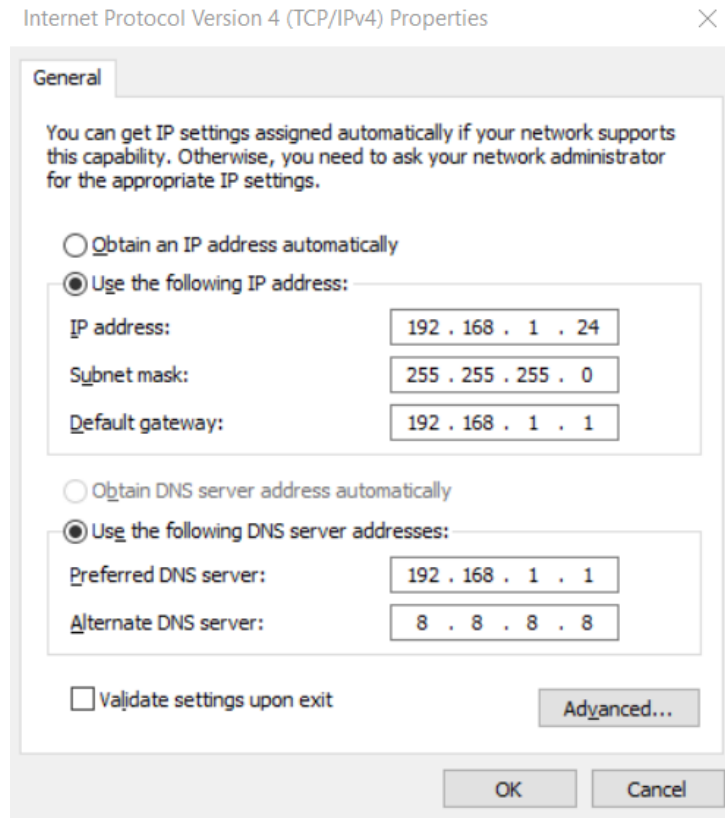 Internet Protocol Version 4 (TCP/IPv4) Properties
General
You can get IP settings assigned automatically if your network supports
this capability. Otherwise, you need to ask your network administrator
for the appropriate IP settings.
Obtain an IP address automatically
Use the following IP address:
IP address: 192 . 168 . 1 . 24
Subnet mask: 255 . 255 . 255 . 0
Default gateway: 192 . 168 . 1 . 1
Obtain DNS server address automatically
Use the following DNS server addresses:
Preferred DNS server: 192 . 168 . 1 . 1
Alternate DNS server: 8 . 8 . 8 . 8
Validate settings upon exit
Advanced...
OK Cancel